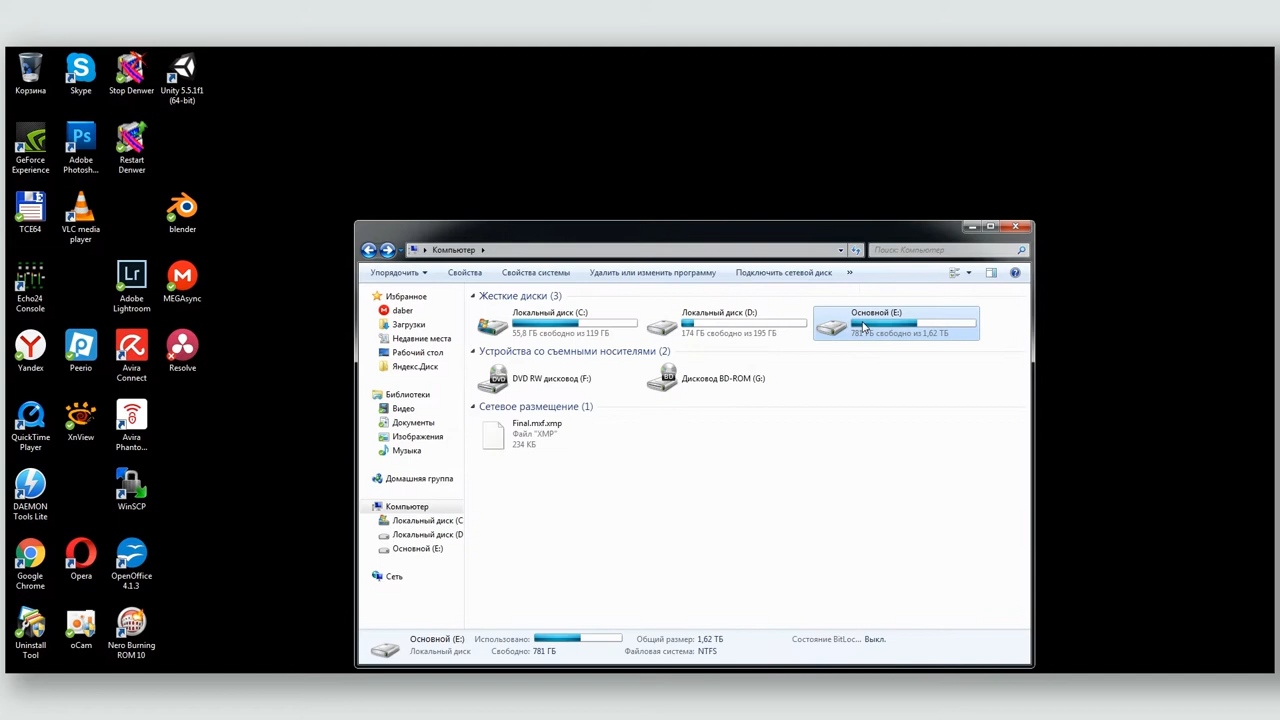 Корзина
Skype
Stop Denwer
Unity 5.5.1f1
(64-bit)
GeForce
Experience
Adobe
Photosh...
Restart
Denwer
TCE64
VLC media
player
blender
Echo24
Console
Adobe
Lightroom
MEGAsync
Yandex
Peerio
Avira
Connect
Resolve
QuickTime
Player
XnView
Avira
Phanto...
DAEMON
Tools Lite
WinSCP
Google
Chrome
Opera
OpenOffice
4.1.3
Uninstall
Tool
oCam
Nero Burning
ROM 10
Компьютер
Поиск: Компьютер
Упорядочить
Свойства
Свойства системы
Удалить или изменить программу
Подключить сетевой диск
»
Избранное
daber
Загрузки
Недавние места
Рабочий стол
Яндекс.Диск
Библиотеки
Видео
Документы
Изображения
Музыка
Домашняя группа
Компьютер
Локальный диск (C
Локальный диск (D
Основной (E:)
Сеть
Жесткие диски (3)
Локальный диск (C:)
55,8 ГБ свободно из 119 ГБ
Локальный диск (D:)
174 ГБ свободно из 195 ГБ
Основной (E:)
781 ГБ свободно из 1,62 ТБ
Устройства со съемными носителями (2)
DVD
DVD RW дисковод (F:)
BD
Дисковод BD-ROM (G:)
Сетевое размещение (1)
Final.mxf.xmp
Файл "XMP"
234 КБ
Основной (E:) Использовано: Общий размер: 1,62 ТБ Состояние BitLoc... Выкл.
Локальный диск Свободно: 781 ГБ Файловая система: NTFS